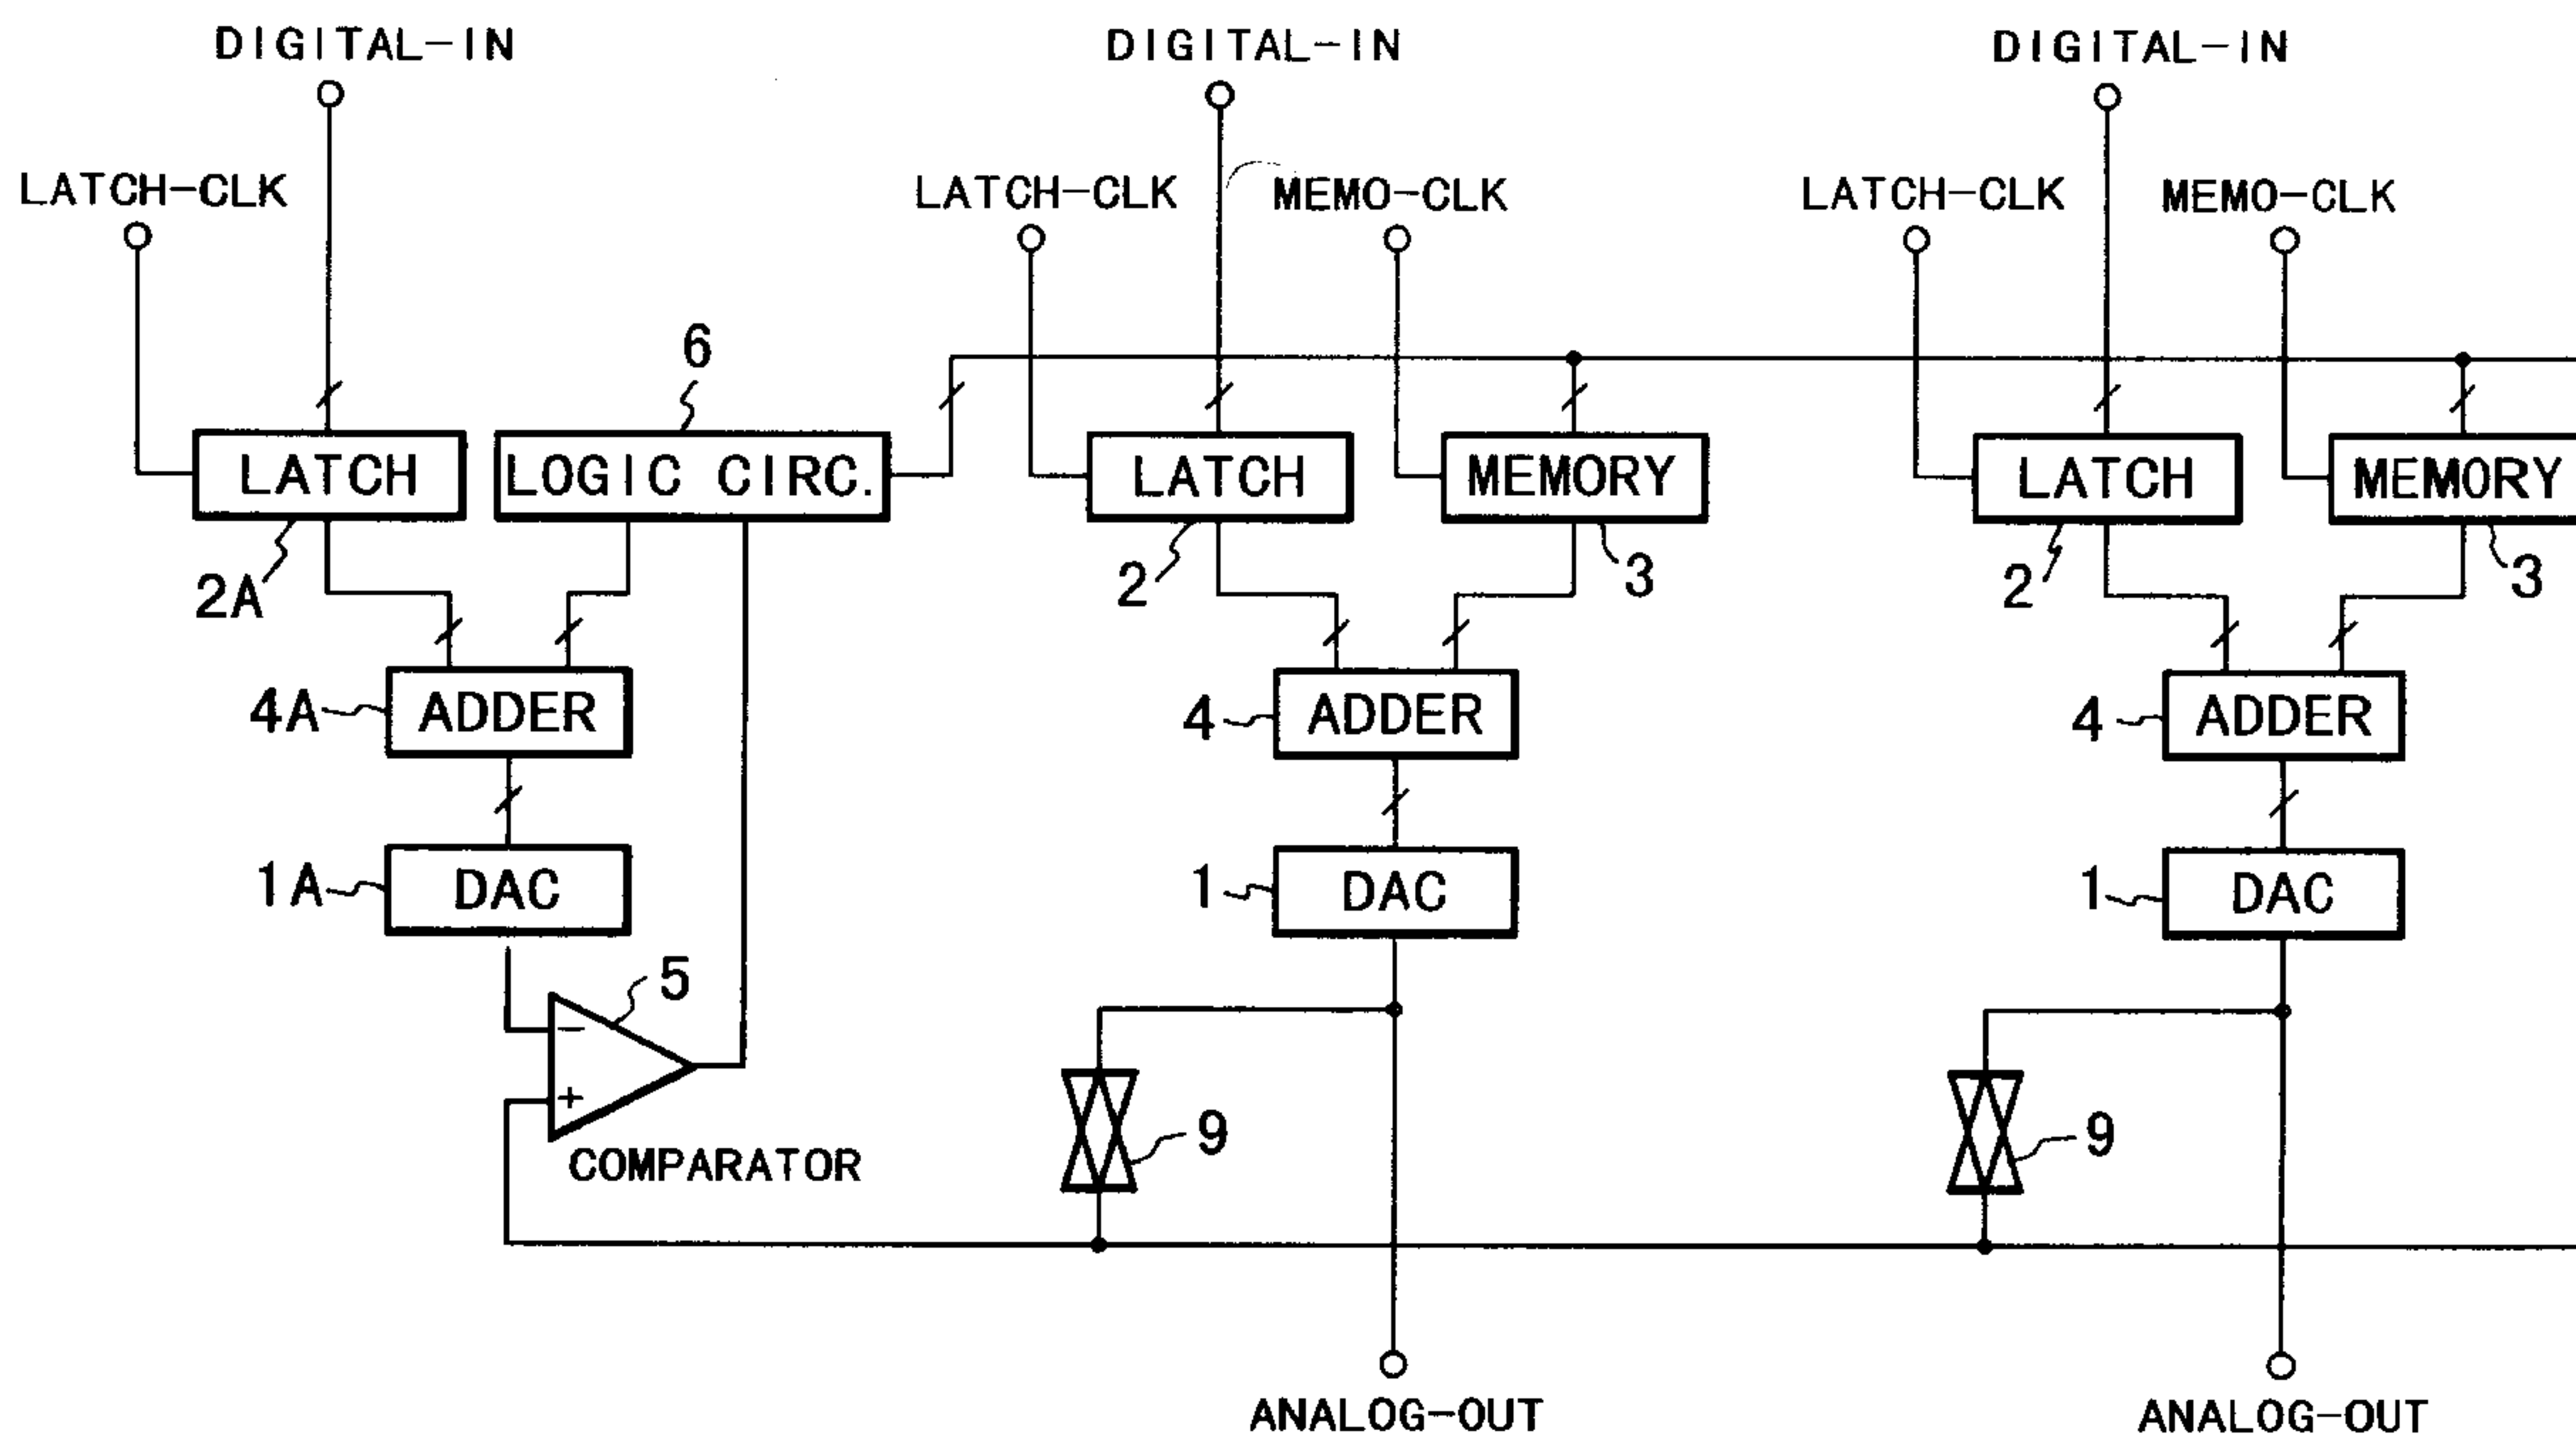 DIGITAL-IN DIGITAL-IN DIGITAL-IN
LATCH-CLK LATCH-CLK MEMO-CLK LATCH-CLK MEMO-CLK
6
LATCH LOGIC CIRC. LATCH MEMORY LATCH MEMORY
2A 2 3 2 3
4A ADDER 4 ADDER 4 ADDER
1A DAC 1 DAC 1 DAC
5
−
+
COMPARATOR 9 9
ANALOG-OUT ANALOG-OUT